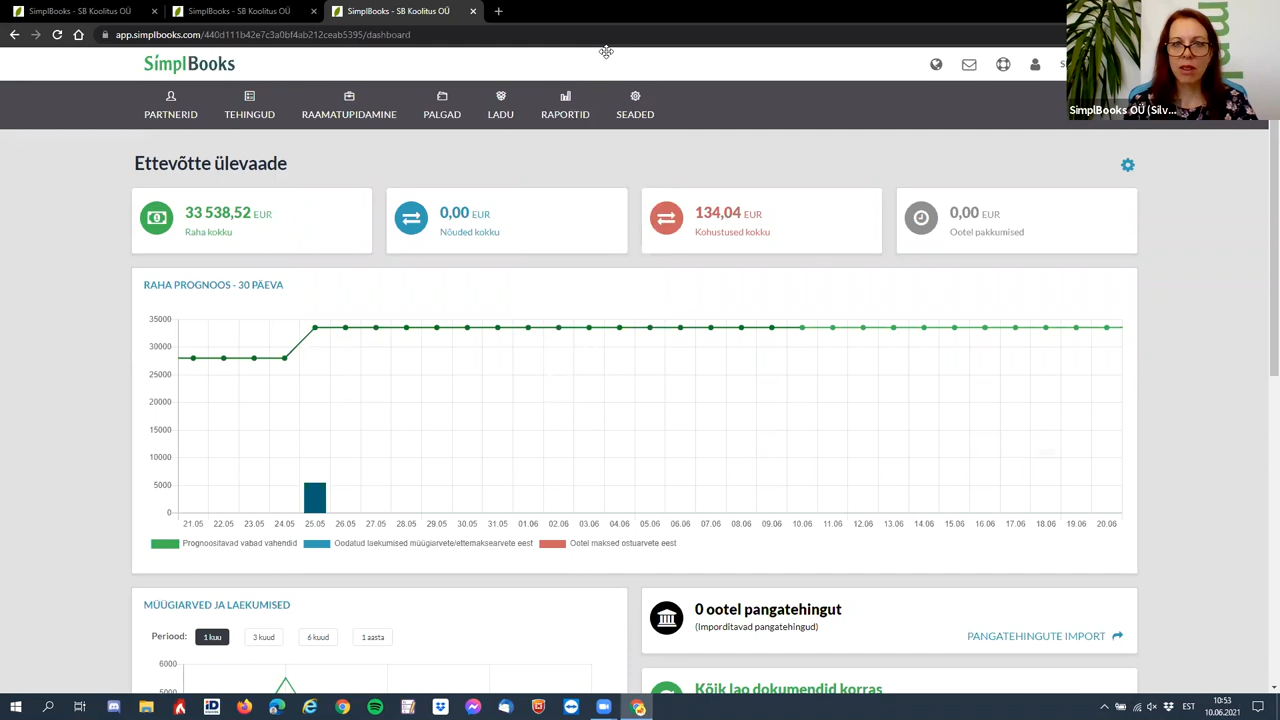 SimplBooks - SB Koolitus OÜ
SimplBooks - SB Koolitus OÜ
SimplBooks - SB Koolitus OÜ
app.simplbooks.com/440d111b42e7c3a0bf4ab212ceab5395/dashboard
SimplBooks
SimplBooks OÜ (Silv...
PARTNERID
TEHINGUD
RAAMATUPIDAMINE
PALGAD
LADU
RAPORTID
SEADED
Ettevõtte ülevaade
33 538,52 EUR
Raha kokku
0,00 EUR
Nõuded kokku
134,04 EUR
Kohustused kokku
0,00 EUR
Ootel pakkumised
RAHA PROGNOOS - 30 PÄEVA
35000
30000
25000
20000
15000
10000
5000
0
21.05 22.05 23.05 24.05 25.05 26.05 27.05 28.05 29.05 30.05 31.05 01.06 02.06 03.06 04.06 05.06 06.06 07.06 08.06 09.06 10.06 11.06 12.06 13.06 14.06 15.06 16.06 17.06 18.06 19.06 20.06
Prognoositavad vabad vahendid
Oodatud laekumised müügiarvete/ettemaksearvete eest
Ootel maksed ostuarvete eest
MÜÜGIARVED JA LAEKUMISED
Periood: 1 kuu 3 kuud 6 kuud 1 aasta
6000
5000
0 ootel pangatehingut
(Imporditavad pangatehingud)
PANGATEHINGUTE IMPORT
Kõik lao dokumendid korras
EST
10:53
10.06.2021